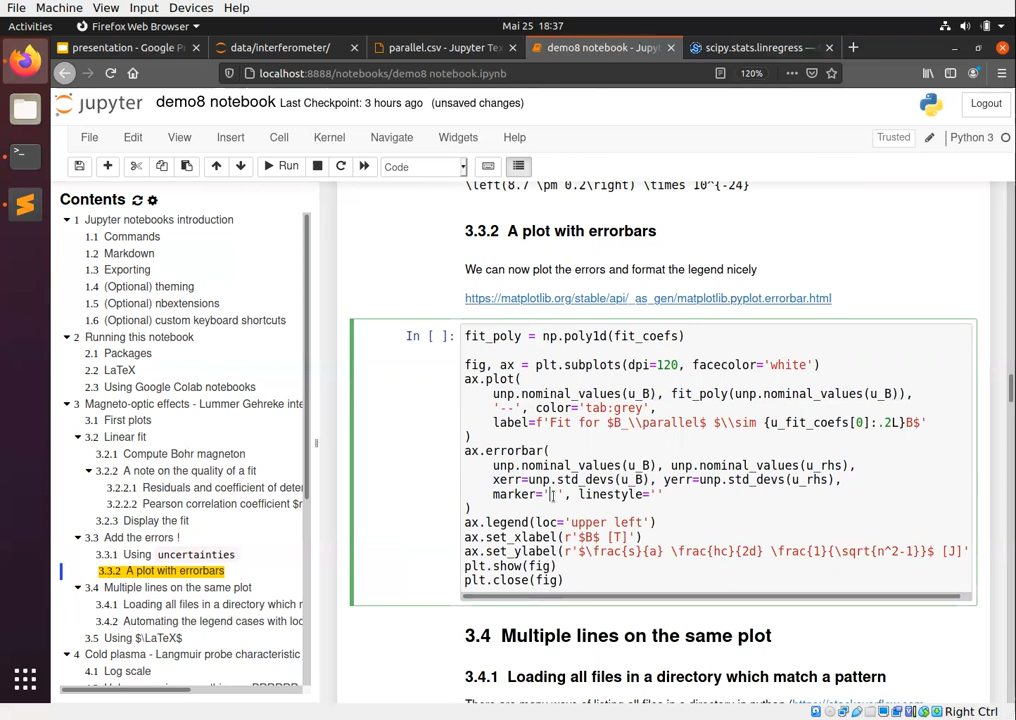 File Machine View Input Devices Help
Activities Firefox Web Browser Mai 25 18:37
presentation - Google P data/interferometer/ parallel.csv - Jupyter Te demo8 notebook - Jupy scipy.stats.linregress —
localhost:8888/notebooks/demo8 notebook.ipynb 120%
jupyter demo8 notebook Last Checkpoint: 3 hours ago (unsaved changes) Logout
File Edit View Insert Cell Kernel Navigate Widgets Help Trusted Python 3
Run Code
Contents
1 Jupyter notebooks introduction
1.1 Commands
1.2 Markdown
1.3 Exporting
1.4 (Optional) theming
1.5 (Optional) nbextensions
1.6 (Optional) custom keyboard shortcuts
2 Running this notebook
2.1 Packages
2.2 LaTeX
2.3 Using Google Colab notebooks
3 Magneto-optic effects - Lummer Gehreke inte
3.1 First plots
3.2 Linear fit
3.2.1 Compute Bohr magneton
3.2.2 A note on the quality of a fit
3.2.2.1 Residuals and coefficient of deter
3.2.2.2 Pearson correlation coefficient $r
3.2.3 Display the fit
3.3 Add the errors !
3.3.1 Using uncertainties
3.3.2 A plot with errorbars
3.4 Multiple lines on the same plot
3.4.1 Loading all files in a directory which r
3.4.2 Automating the legend cases with loc
3.5 Using $\LaTeX$
4 Cold plasma - Langmuir probe characteristic
4.1 Log scale
\left(8.7 \pm 0.2\right) \times 10^{-24}
3.3.2 A plot with errorbars
We can now plot the errors and format the legend nicely
https://matplotlib.org/stable/api/_as_gen/matplotlib.pyplot.errorbar.html
In [ ]: fit_poly = np.poly1d(fit_coefs)
fig, ax = plt.subplots(dpi=120, facecolor='white')
ax.plot(
unp.nominal_values(u_B), fit_poly(unp.nominal_values(u_B)),
'--', color='tab:grey',
label=f'Fit for $B_\\parallel$ $\\sim {u_fit_coefs[0]:.2L}B$'
)
ax.errorbar(
unp.nominal_values(u_B), unp.nominal_values(u_rhs),
xerr=unp.std_devs(u_B), yerr=unp.std_devs(u_rhs),
marker='.', linestyle=''
)
ax.legend(loc='upper left')
ax.set_xlabel(r'$B$ [T]')
ax.set_ylabel(r'$\frac{s}{a} \frac{hc}{2d} \frac{1}{\sqrt{n^2-1}}$ [J]'
plt.show(fig)
plt.close(fig)
3.4 Multiple lines on the same plot
3.4.1 Loading all files in a directory which match a pattern
Right Ctrl